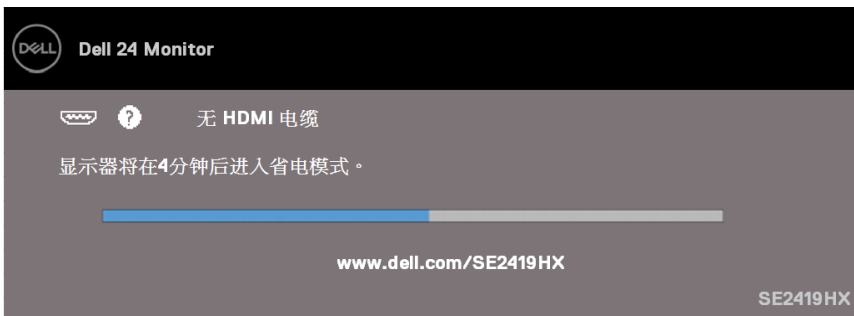 DELL
Dell 24 Monitor
? 无 HDMI 电缆
显示器将在4分钟后进入省电模式。
www.dell.com/SE2419HX
SE2419HX